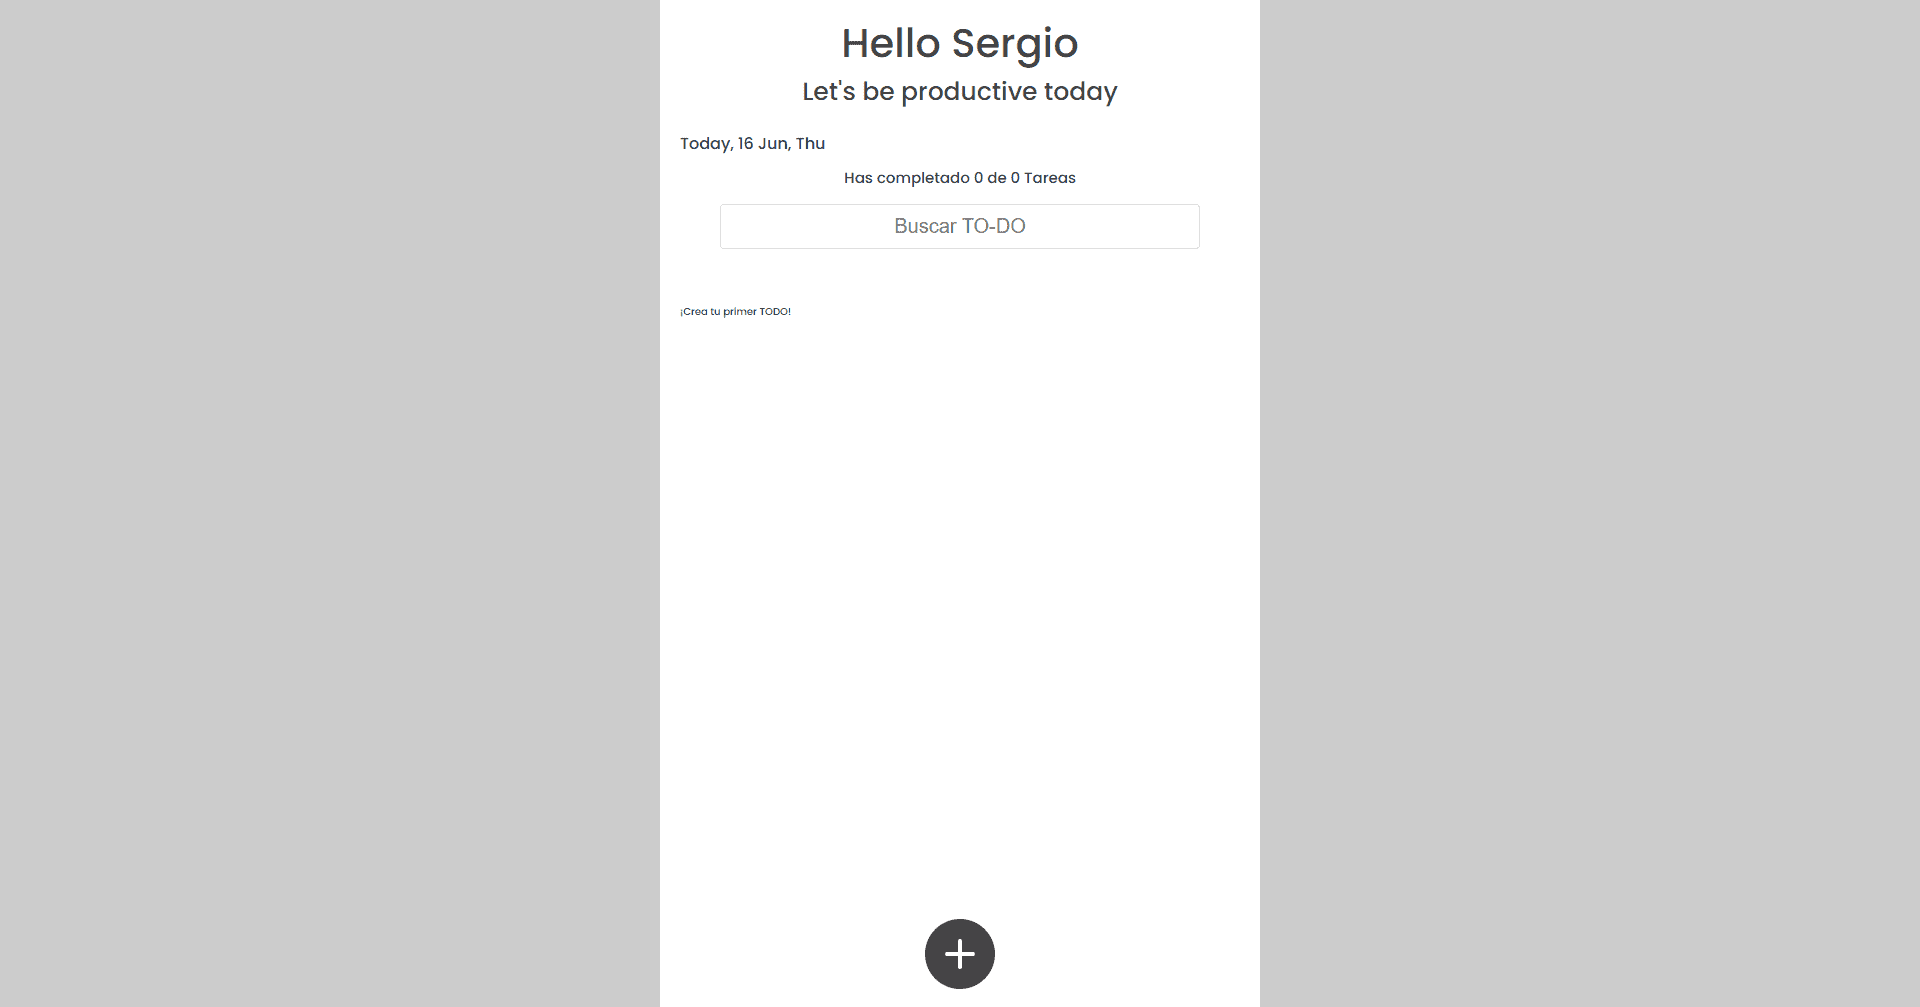 Hello Sergio
Let's be productive today
Today, 16 Jun, Thu
Has completado 0 de 0 Tareas
Buscar TO-DO
¡Crea tu primer TODO!